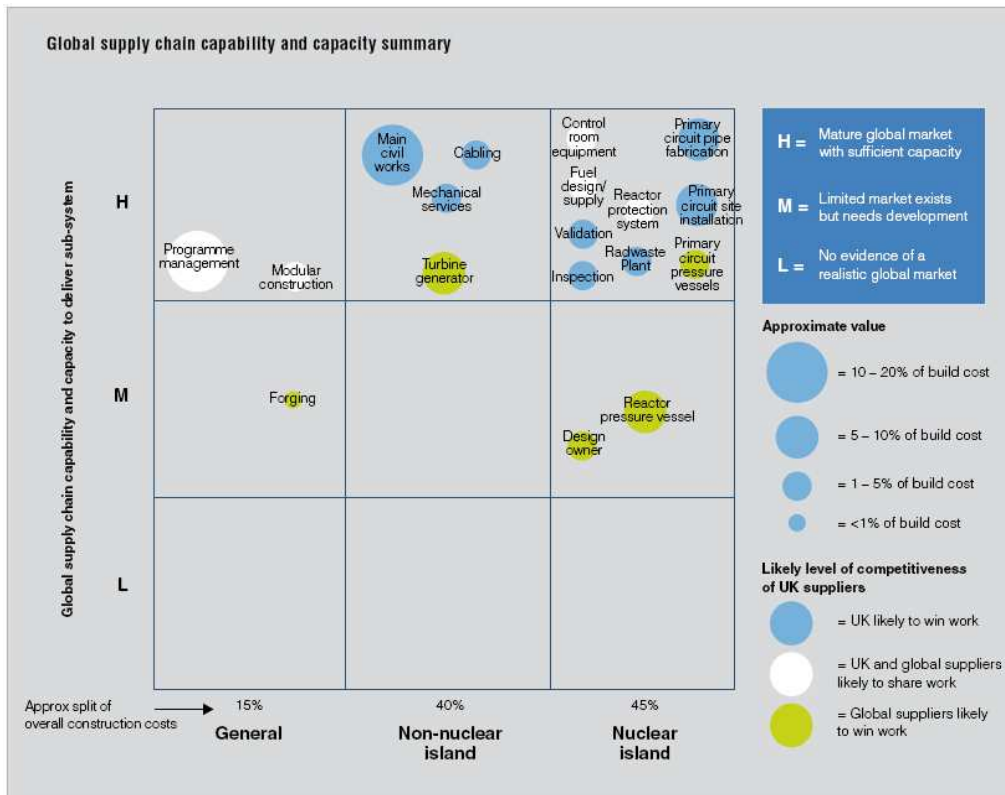 Global supply chain capability and capacity summary
Global supply chain capability and capacity to deliver sub-system
H
M
L
Programme
management
Modular
construction
Main
civil
works
Cabling
Mechanical
services
Turbine
generator
Control
room
equipment
Fuel
design/
supply
Reactor
protection
system
Validation
Inspection
Radwaste
Plant
Primary
circuit pipe
fabrication
Primary
circuit site
installation
Primary
circuit
pressure
vessels
Forging
Reactor
pressure vessel
Design
owner
Approx split of
overall construction costs
15%
40%
45%
General
Non-nuclear
island
Nuclear
island
H = Mature global market
with sufficient capacity
M = Limited market exists
but needs development
L = No evidence of a
realistic global market
Approximate value
= 10 – 20% of build cost
= 5 – 10% of build cost
= 1 – 5% of build cost
= <1% of build cost
Likely level of competitiveness
of UK suppliers
= UK likely to win work
= UK and global suppliers
likely to share work
= Global suppliers likely
to win work